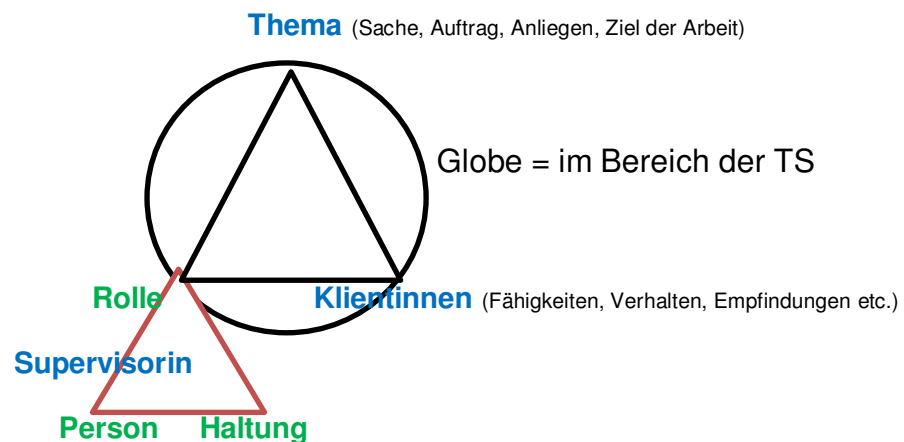 Thema (Sache, Auftrag, Anliegen, Ziel der Arbeit)
Globe = im Bereich der TS
Rolle
Klientinnen (Fähigkeiten, Verhalten, Empfindungen etc.)
Supervisorin
Person
Haltung